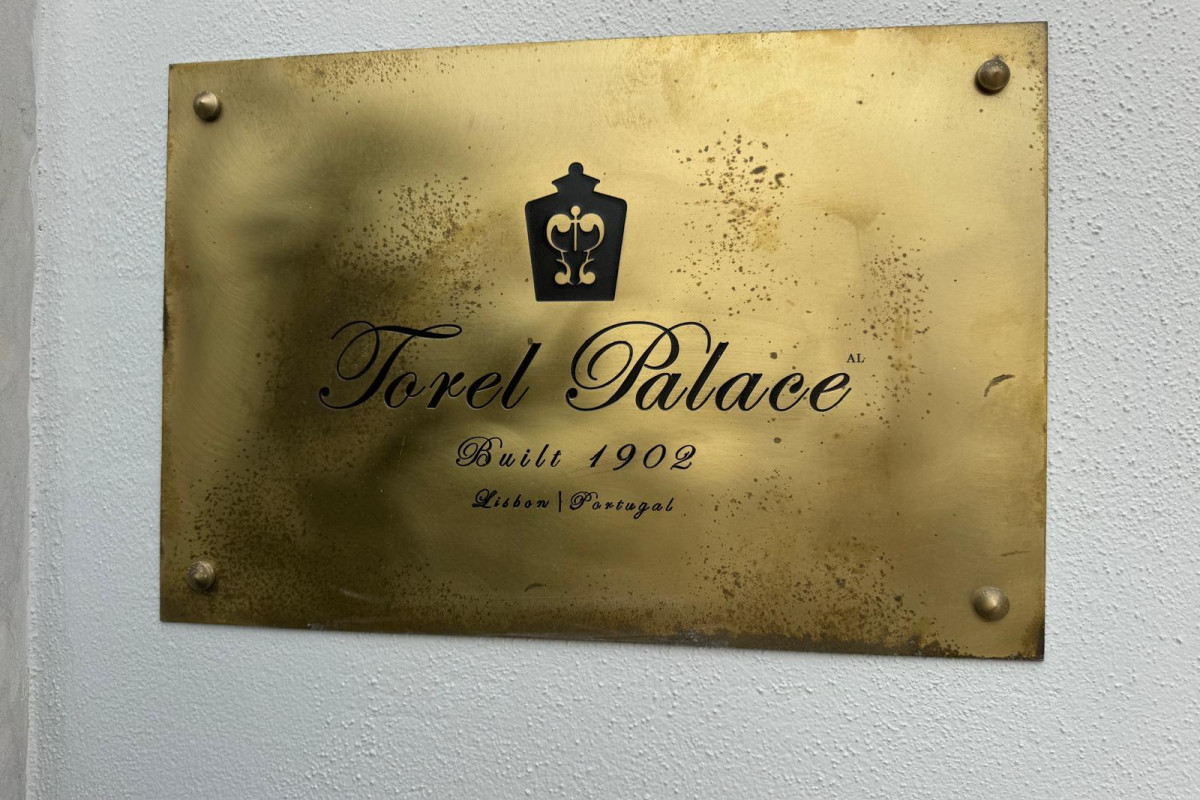 Torel Palace AL
Built 1902
Lisbon | Portugal